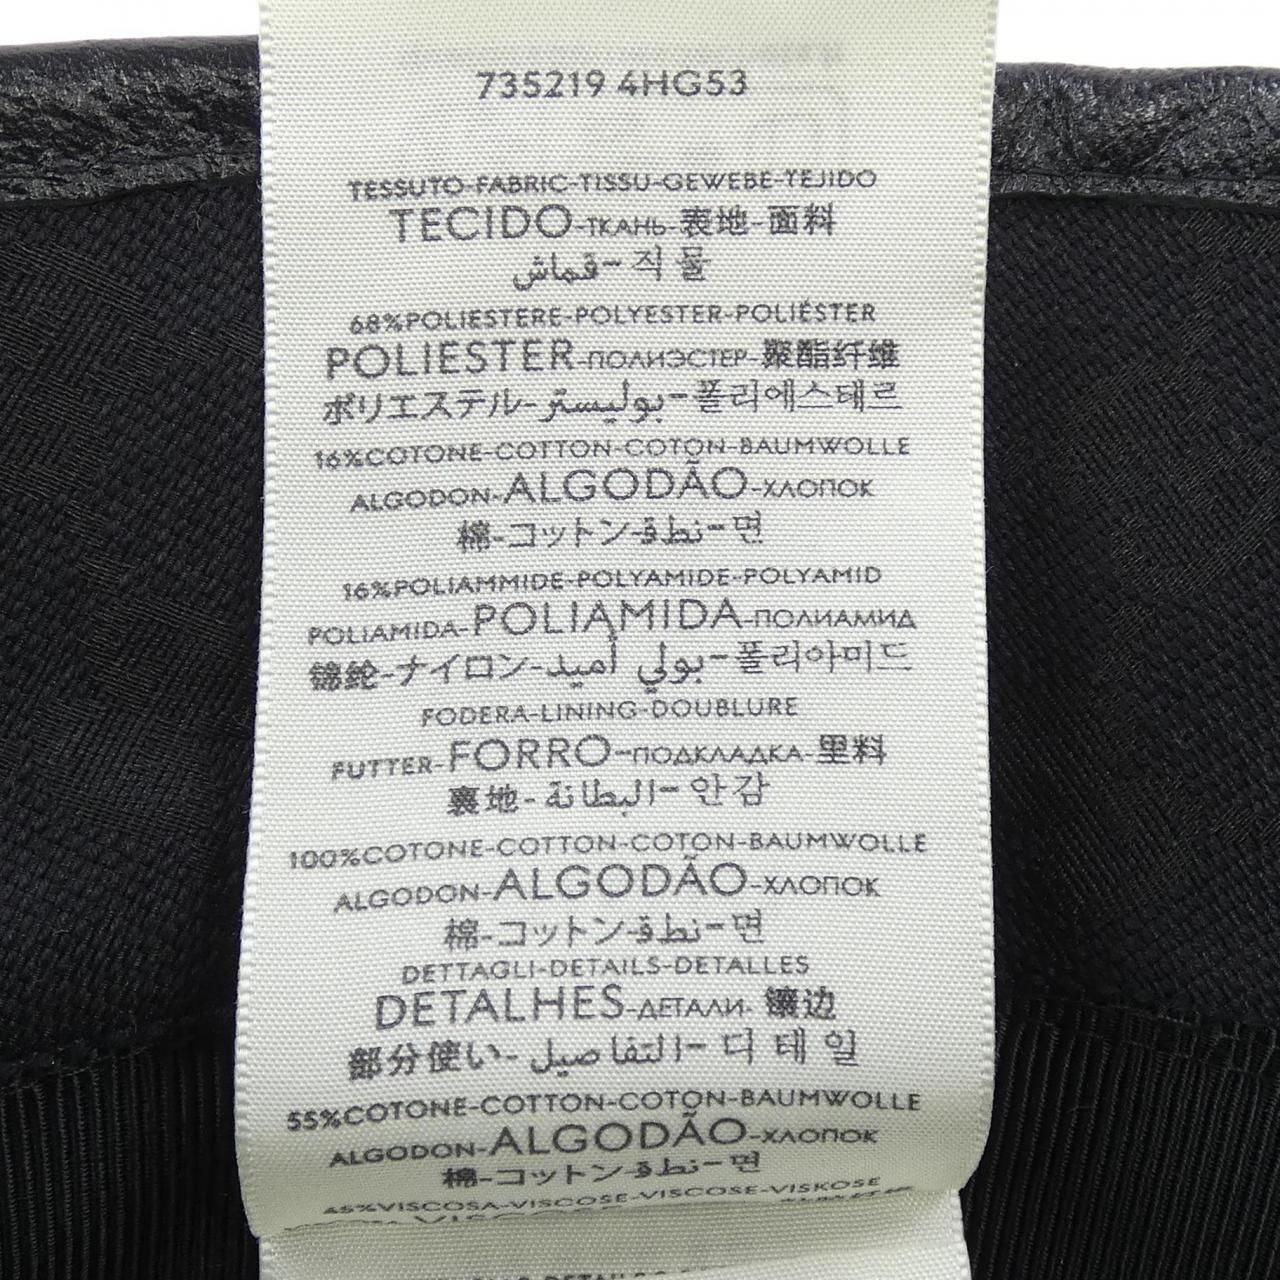 735219 4HG53
TESSUTO-FABRIC-TISSU-GEWEBE-TEJIDO
TECIDO-ТКАНЬ-表地-面料
قماش-직물
68%POLIESTERE-POLYESTER-POLIÉSTER
POLIESTER-ПОЛИЭСТЕР-聚酯纤维
ポリエステル-بوليستر-폴리에스테르
16%COTONE-COTTON-COTON-BAUMWOLLE
ALGODON-ALGODÃO-ХЛОПОК
棉-コットン-قطن-면
16%POLIAMMIDE-POLYAMIDE-POLYAMID
POLIAMIDA-POLIAMIDA-ПОЛИАМИД
锦纶-ナイロン-بولي أميد-폴리아미드
FODERA-LINING-DOUBLURE
FUTTER-FORRO-ПОДКЛАДКА-里料
裏地-البطانة-안감
100%COTONE-COTTON-COTON-BAUMWOLLE
ALGODON-ALGODÃO-ХЛОПОК
棉-コットン-قطن-면
DETTAGLI-DETAILS-DETALLES
DETALHES-ДЕТАЛИ-镶边
部分使い-التفاصيل-디테일
55%COTONE-COTTON-COTON-BAUMWOLLE
ALGODON-ALGODÃO-ХЛОПОК
棉-コットン-قطن-면
45%VISCOSA-VISCOSE-VISCOSE-VISKOSE